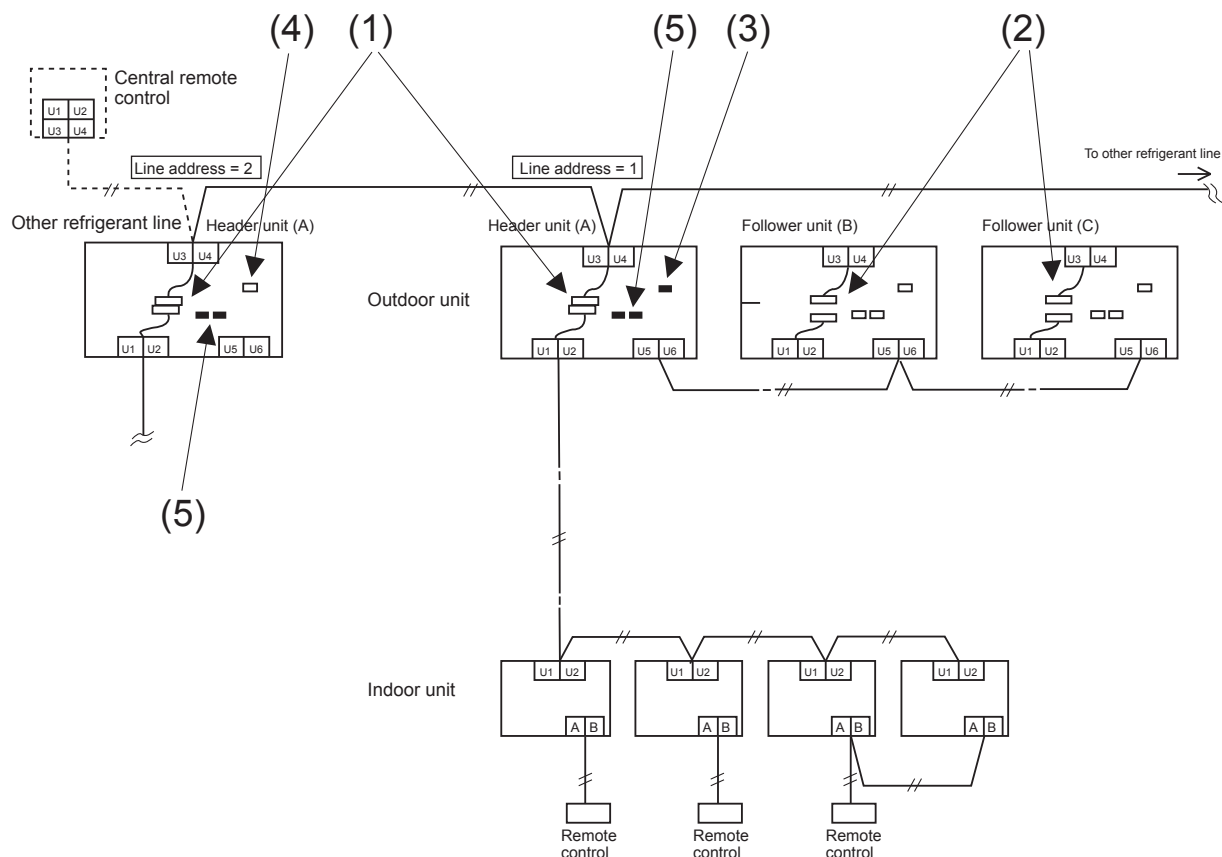 (4)
(1)
(5)
(3)
(2)
Central remote
control
U1 U2
U3 U4
Line address = 2
Line address = 1
To other refrigerant line
Other refrigerant line
Header unit (A)
Header unit (A)
Follower unit (B)
Follower unit (C)
U3 U4
U3 U4
U3 U4
U3 U4
Outdoor unit
U1 U2
U5 U6
U1 U2
U5 U6
U1 U2
U5 U6
U1 U2
U5 U6
(5)
Indoor unit
U1 U2
U1 U2
U1 U2
U1 U2
A B
A B
A B
A B
Remote
control
Remote
control
Remote
control